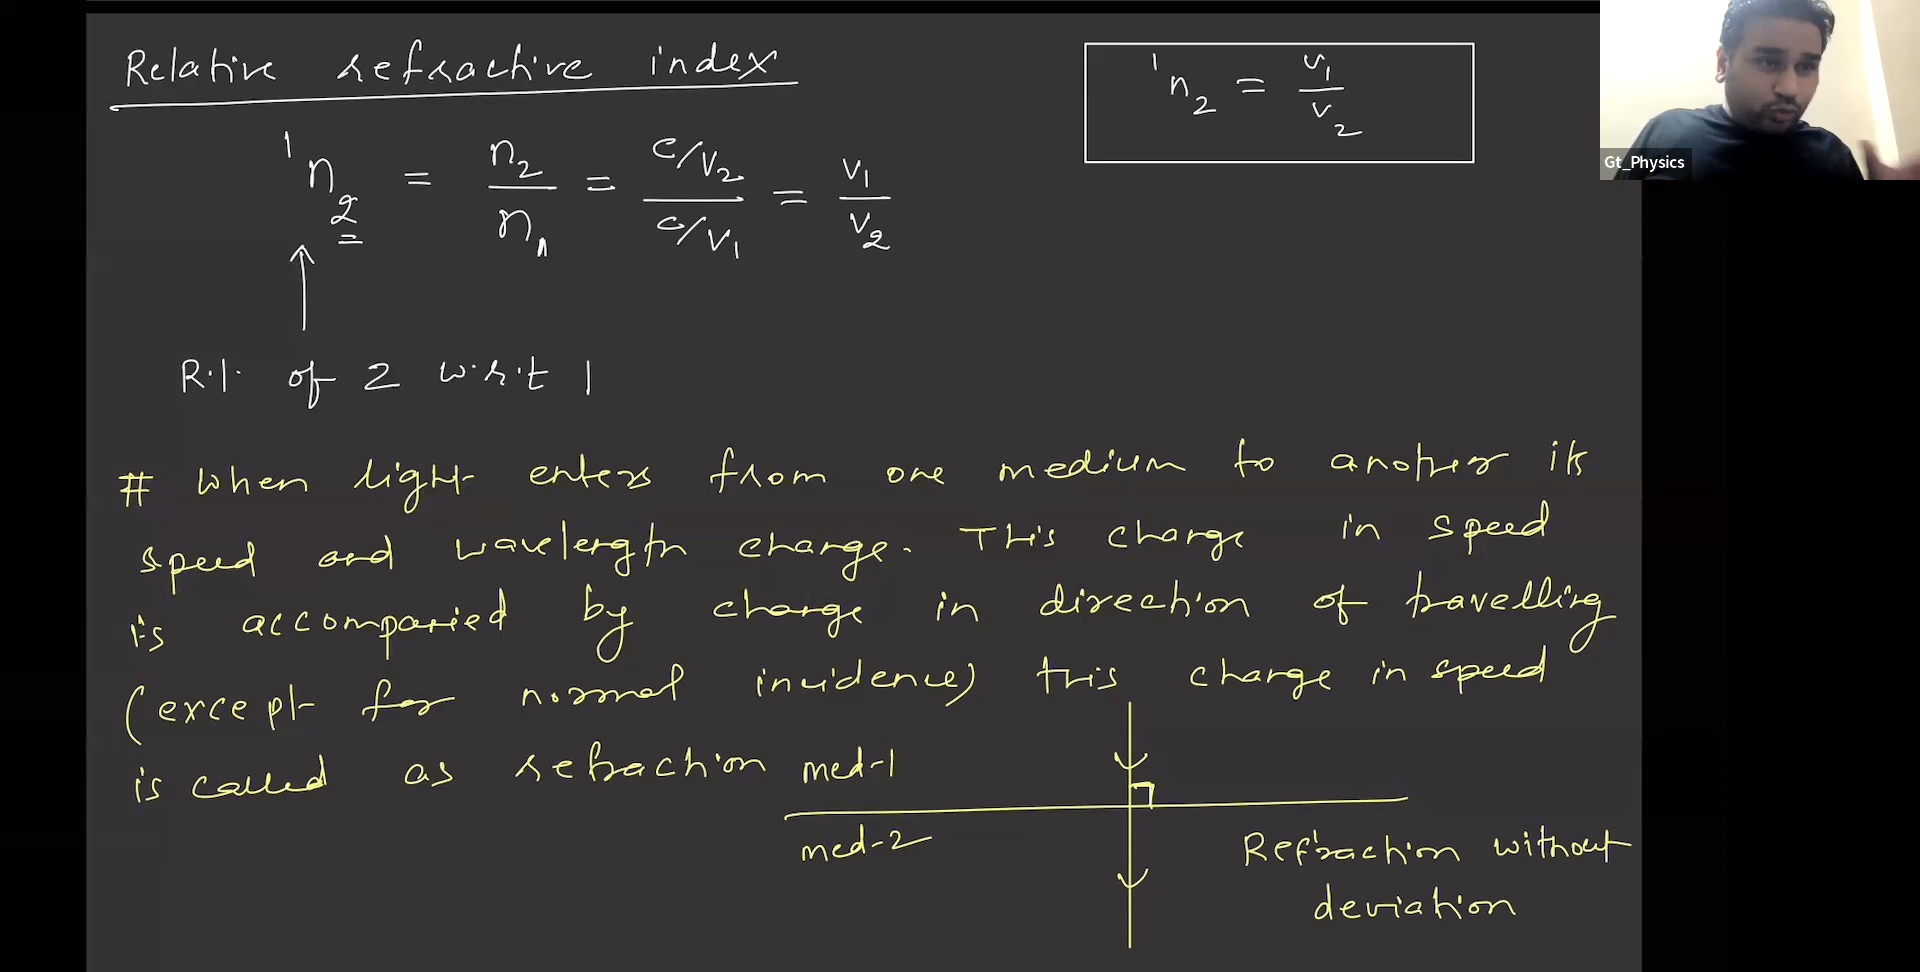 Relative refractive index
¹n₂ = n₂/n₁ = (c/v₂)/(c/v₁) = v₁/v₂
¹n₂ = v₁/v₂
Gt_Physics
R.I. of 2 w.r.t 1
# When light enters from one medium to another its
speed and wavelength change. This change in speed
is accompanied by change in direction of travelling
(except for normal incidence) this change in speed
is called as refraction
med-1
med-2
Refraction without
deviation